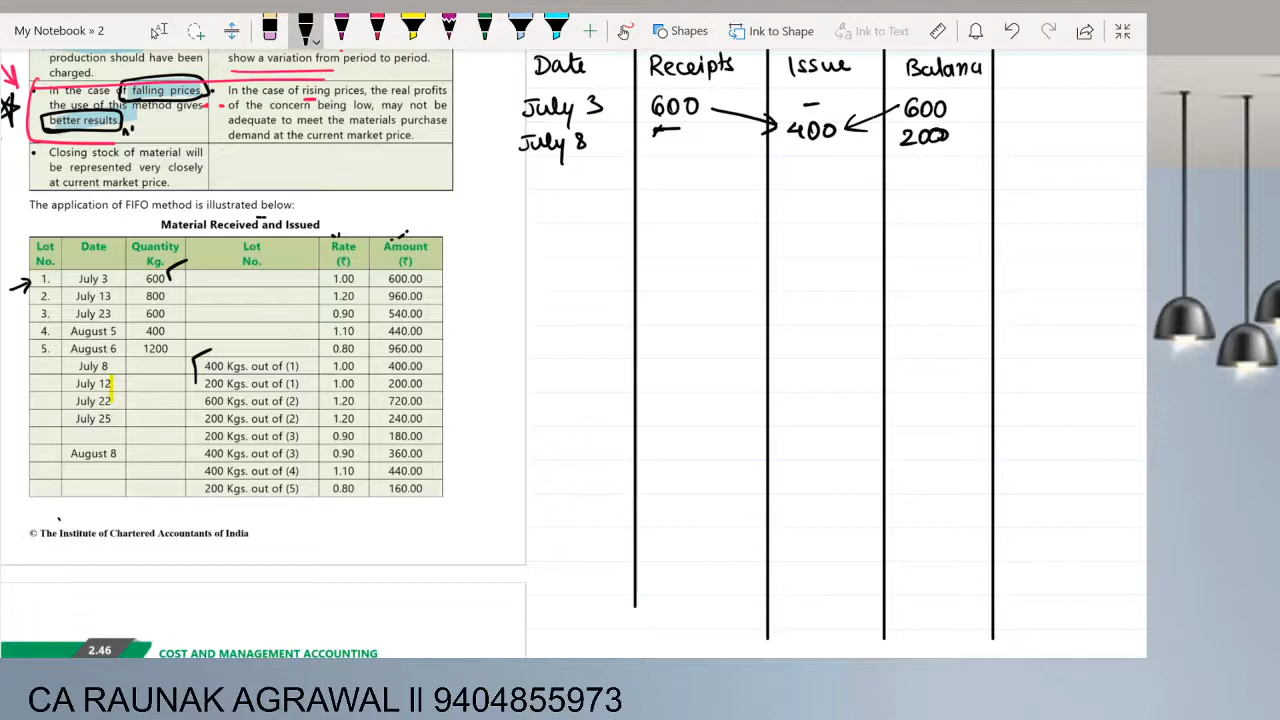 My Notebook » 2
Shapes
Ink to Shape
Ink to Text
production should have been charged.
show a variation from period to period.
• In the case of falling prices, the use of this method gives better results.
• In the case of rising prices, the real profits of the concern being low, may not be adequate to meet the materials purchase demand at the current market price.
• Closing stock of material will be represented very closely at current market price.
The application of FIFO method is illustrated below:
Material Received and Issued
Lot No. Date Quantity Kg. Lot No. Rate (₹) Amount (₹)
1. July 3 600 1.00 600.00
2. July 13 800 1.20 960.00
3. July 23 600 0.90 540.00
4. August 5 400 1.10 440.00
5. August 6 1200 0.80 960.00
July 8 400 Kgs. out of (1) 1.00 400.00
July 12 200 Kgs. out of (1) 1.00 200.00
July 22 600 Kgs. out of (2) 1.20 720.00
July 25 200 Kgs. out of (2) 1.20 240.00
200 Kgs. out of (3) 0.90 180.00
August 8 400 Kgs. out of (3) 0.90 360.00
400 Kgs. out of (4) 1.10 440.00
200 Kgs. out of (5) 0.80 160.00
© The Institute of Chartered Accountants of India
2.46 COST AND MANAGEMENT ACCOUNTING
Date Receipts Issue
July 3 600 - 600
July 8 - 400 200
CA RAUNAK AGRAWAL ll 9404855973